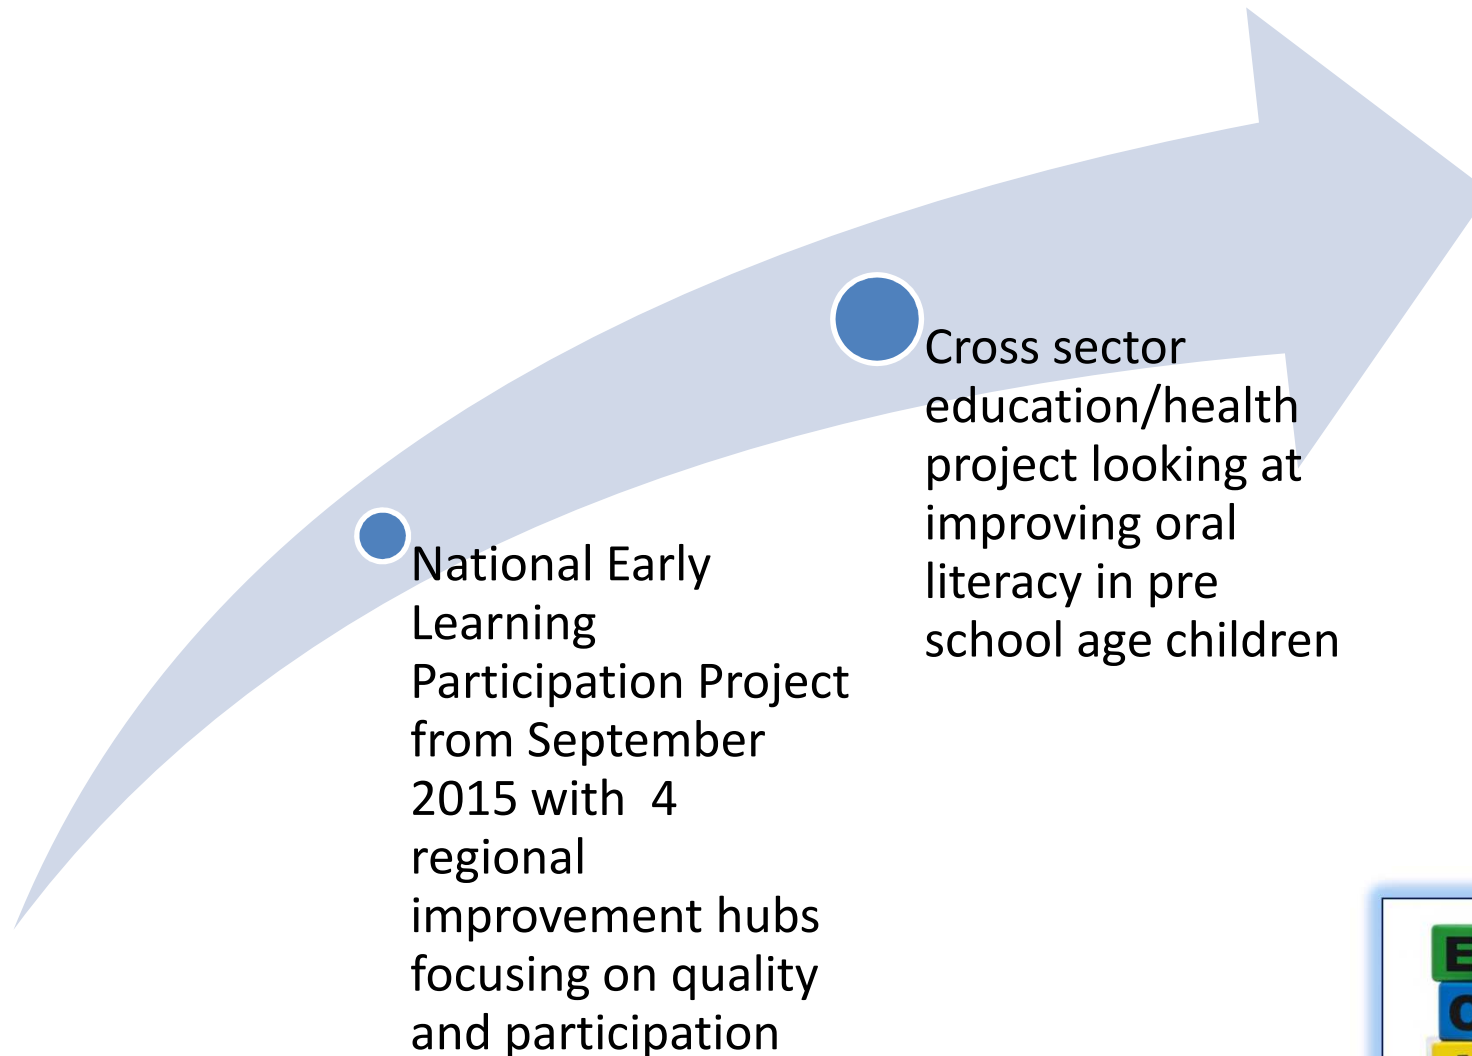 National Early
Learning
Participation Project
from September
2015 with  4
regional
improvement hubs
focusing on quality
and participation
Cross sector
education/health
project looking at
improving oral
literacy in pre
school age children